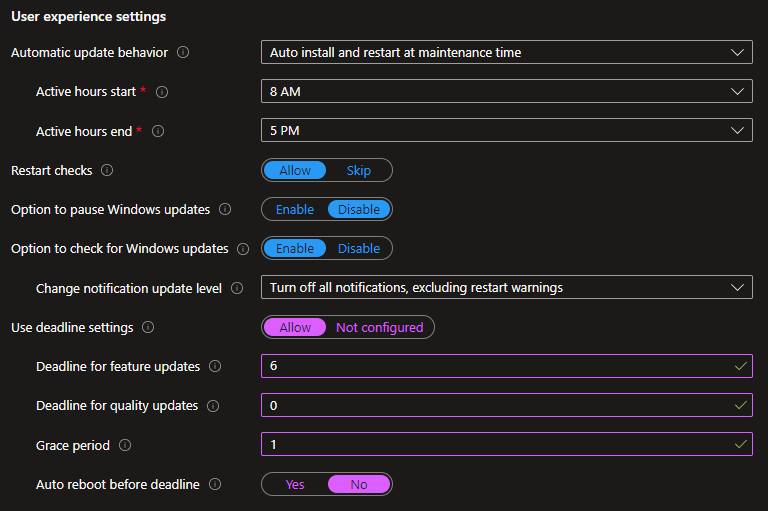 User experience settings
Automatic update behavior
Auto install and restart at maintenance time
Active hours start *
8 AM
Active hours end *
5 PM
Restart checks
Allow Skip
Option to pause Windows updates
Enable Disable
Option to check for Windows updates
Enable Disable
Change notification update level
Turn off all notifications, excluding restart warnings
Use deadline settings
Allow Not configured
Deadline for feature updates
6
Deadline for quality updates
0
Grace period
1
Auto reboot before deadline
Yes No